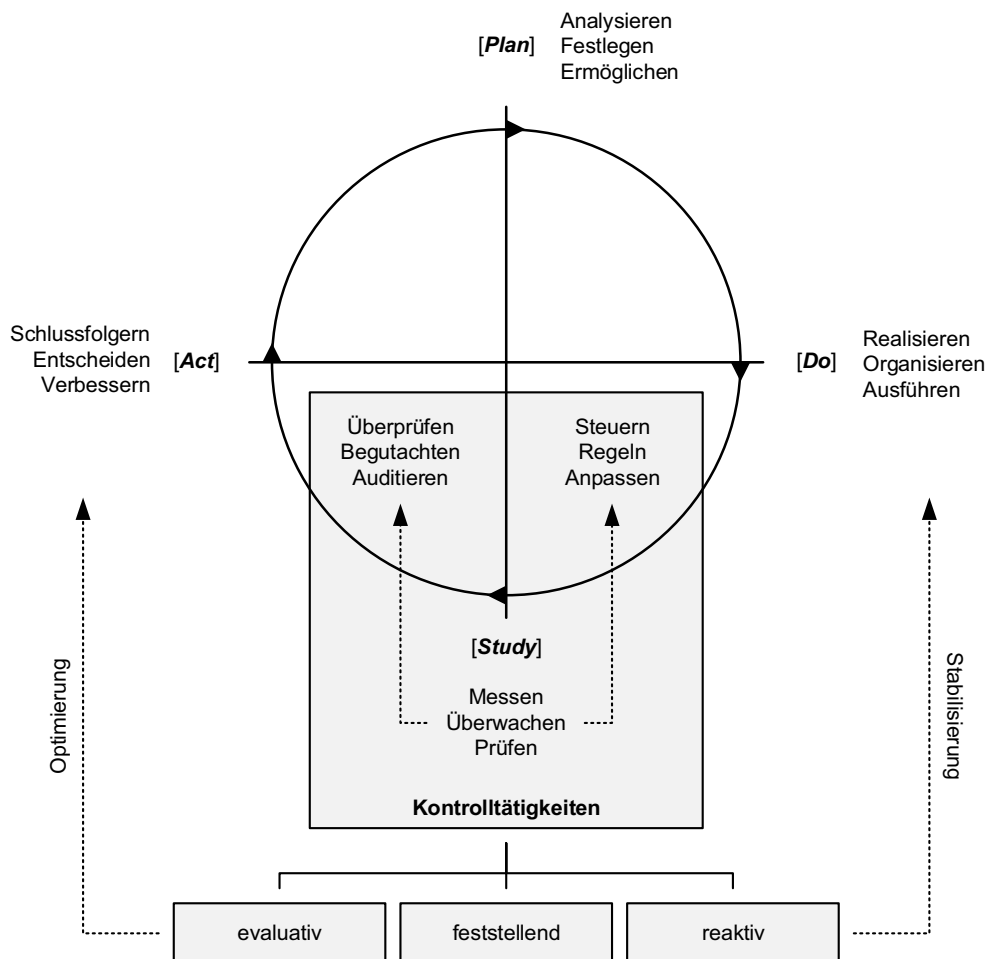 [Plan]
Analysieren
Festlegen
Ermöglichen
Schlussfolgern
Entscheiden
Verbessern
[Act]
[Do]
Realisieren
Organisieren
Ausführen
Überprüfen
Begutachten
Auditieren
Steuern
Regeln
Anpassen
[Study]
Messen
Überwachen
Prüfen
Kontrolltätigkeiten
Optimierung
Stabilisierung
evaluativ
feststellend
reaktiv